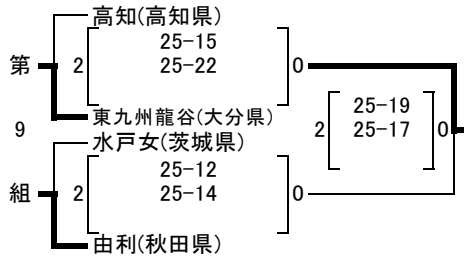 高知(高知県)
第 2 25-15 0
25-22
東九州龍谷(大分県)
9 2 25-19 0
25-17
水戸女(茨城県)
組 2 25-12 0
25-14
由利(秋田県)